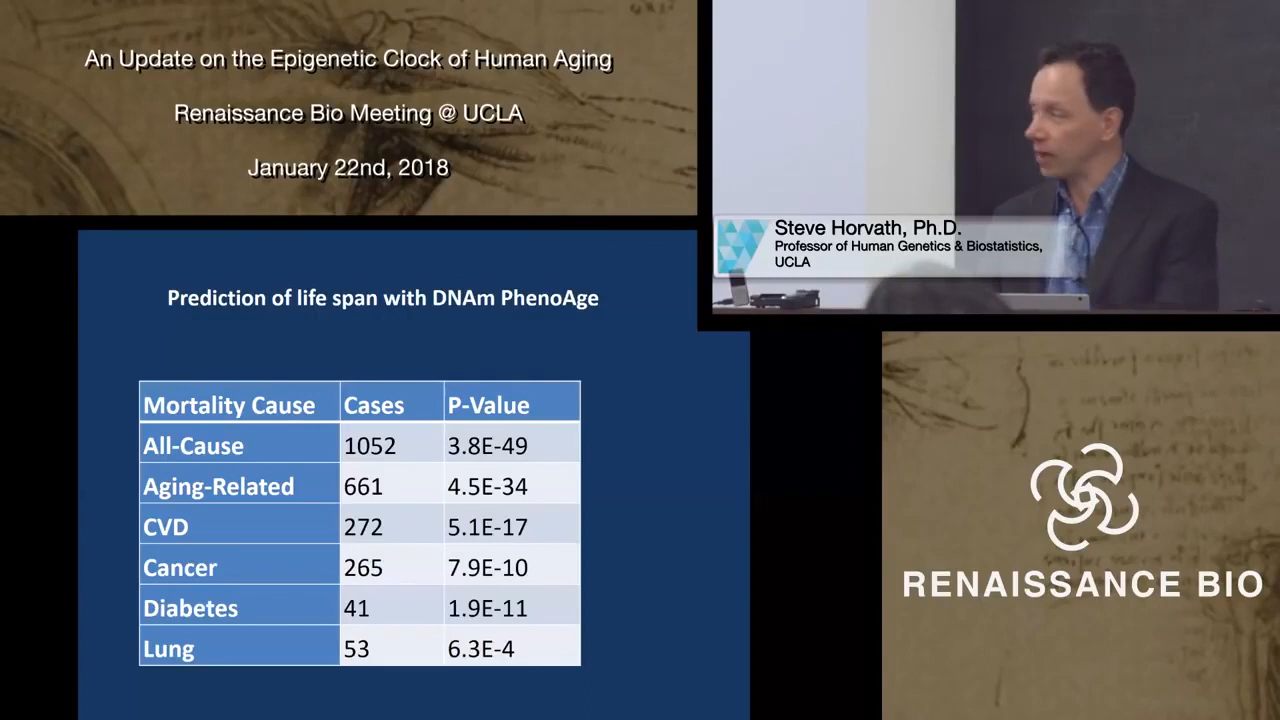 An Update on the Epigenetic Clock of Human Aging
Renaissance Bio Meeting @ UCLA
January 22nd, 2018
Steve Horvath, Ph.D.
Professor of Human Genetics & Biostatistics,
UCLA
Prediction of life span with DNAm PhenoAge
Mortality Cause Cases P-Value
All-Cause 1052 3.8E-49
Aging-Related 661 4.5E-34
CVD 272 5.1E-17
Cancer 265 7.9E-10
Diabetes 41 1.9E-11
Lung 53 6.3E-4
RENAISSANCE BIO